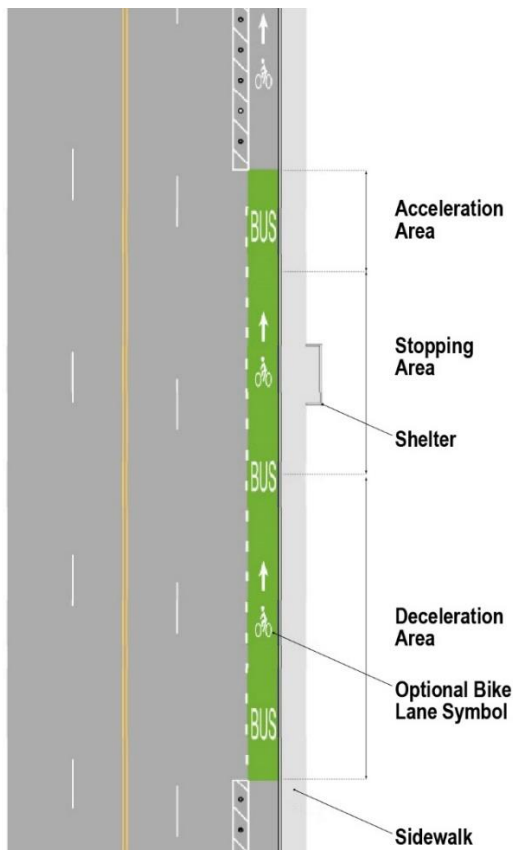 BUS
Acceleration
Area
Stopping
Area
Shelter
BUS
Deceleration
Area
Optional Bike
Lane Symbol
BUS
Sidewalk